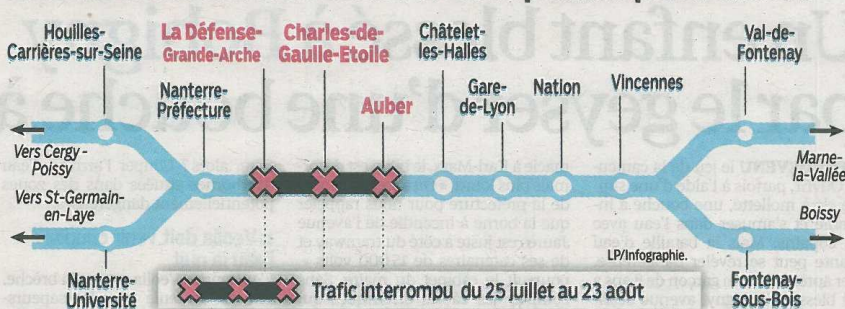 Houilles-
Carrières-sur-Seine
La Défense-
Grande-Arche
Charles-de-
Gaulle-Etoile
Châtelet-
les-Halles
Val-de-
Fontenay
Nanterre-
Préfecture
Auber
Gare-
de-Lyon
Nation
Vincennes
Vers Cergy -
Poissy
Marne-
la-Vallée
Vers St-Germain-
en-Laye
Boissy
LP/Infographie.
Nanterre-
Université
Trafic interrompu du 25 juillet au 23 août
Fontenay-
sous-Bois